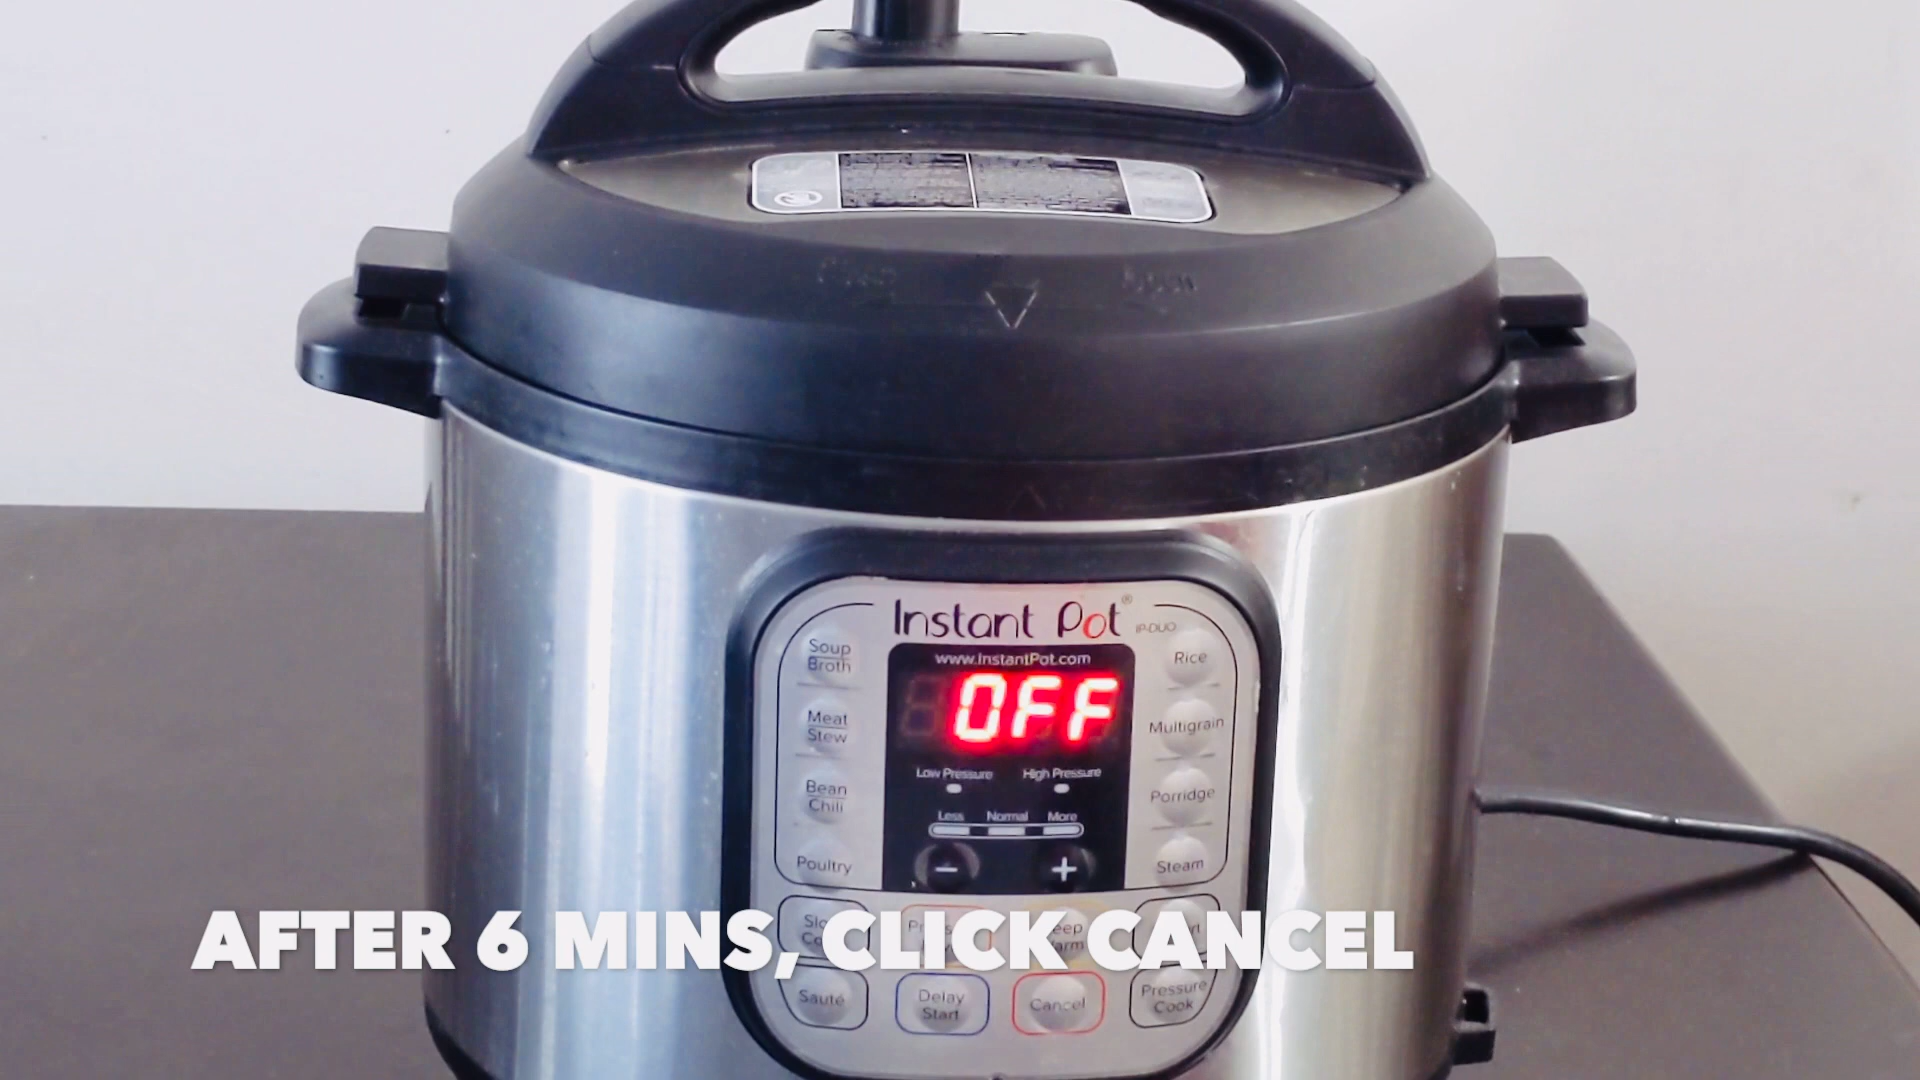 Instant Pot®
IP-DUO
www.InstantPot.com
OFF
Low Pressure High Pressure
Less Normal More
− +
Soup
Broth
Meat
Stew
Bean
Chili
Poultry
Rice
Multigrain
Porridge
Steam
AFTER 6 MINS, CLICK CANCEL
Sauté
Delay
Start
Cancel
Pressure
Cook